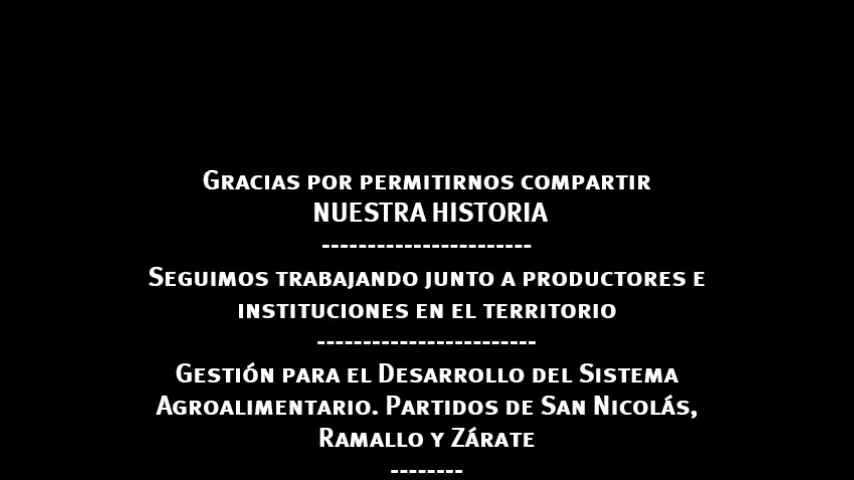 Gracias por permitirnos compartir
NUESTRA HISTORIA
-----------------------
Seguimos trabajando junto a productores e
instituciones en el territorio
------------------------
Gestión para el Desarrollo del Sistema
Agroalimentario. Partidos de San Nicolás,
Ramallo y Zárate
--------